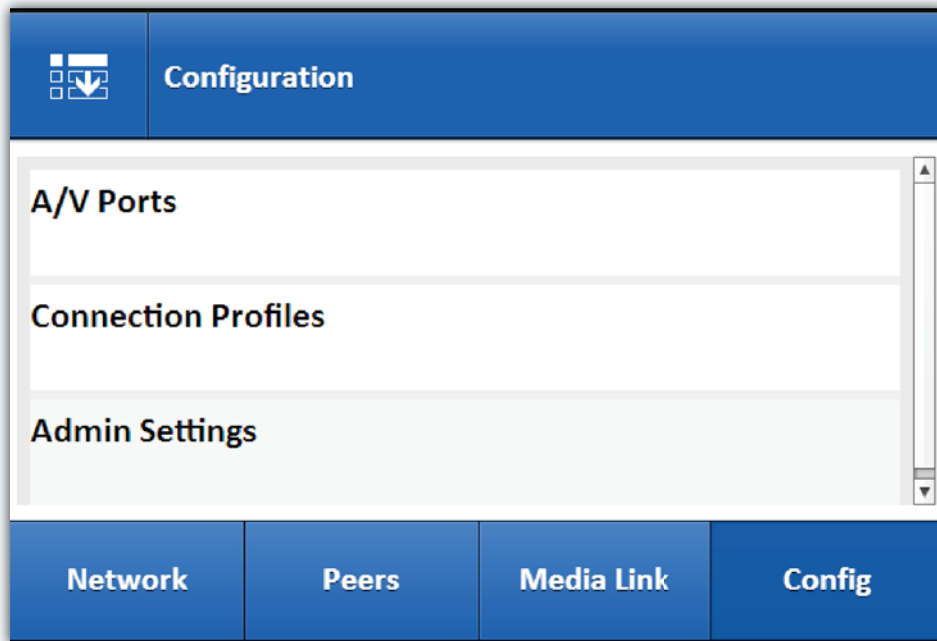 Configuration
A/V Ports
Connection Profiles
Admin Settings
Network Peers Media Link Config